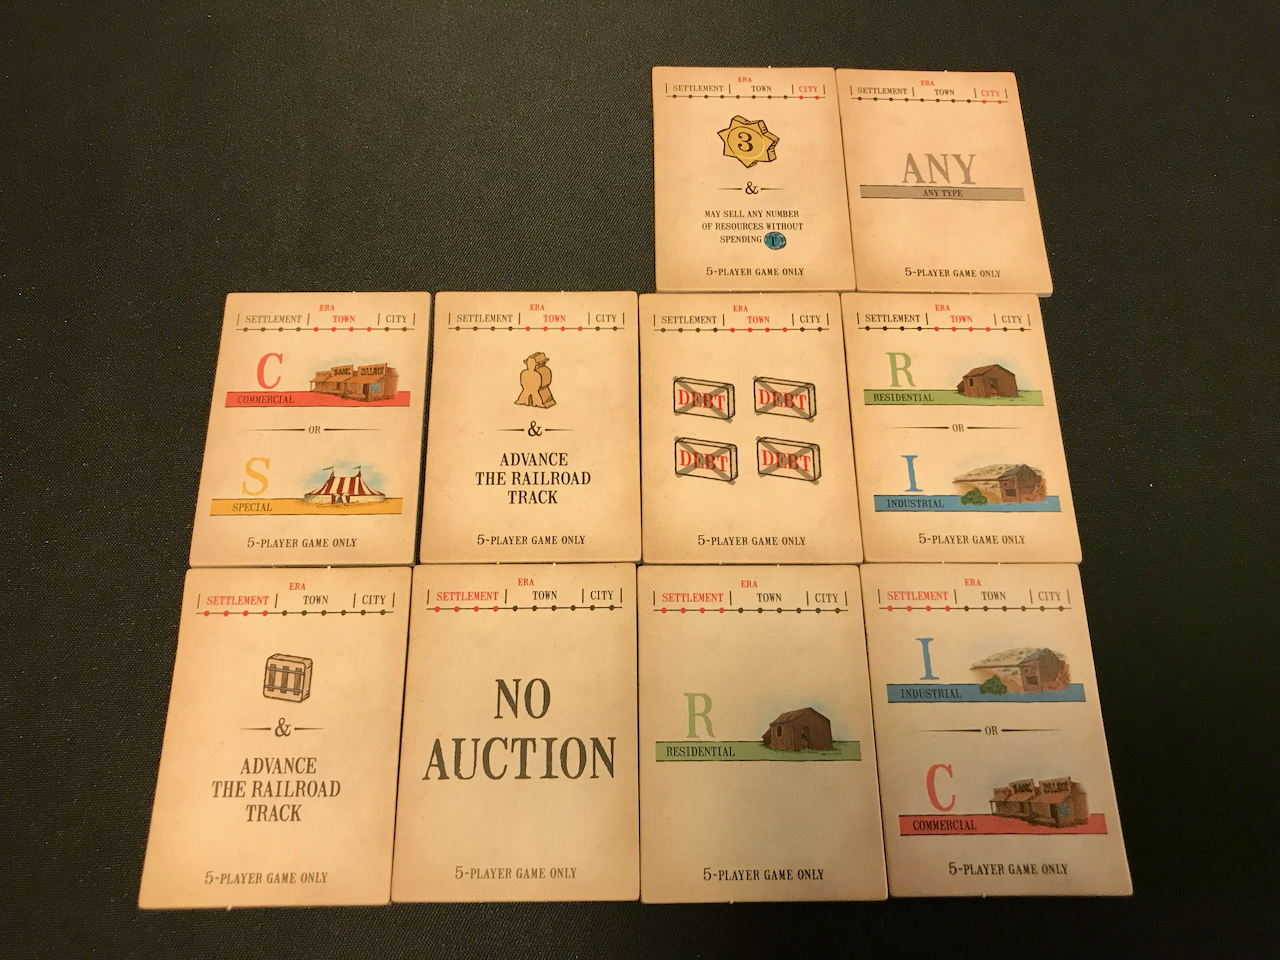 ERA
SETTLEMENT TOWN CITY
3
&
MAY SELL ANY NUMBER
OF RESOURCES WITHOUT
SPENDING T
5-PLAYER GAME ONLY
ERA
SETTLEMENT TOWN CITY
ANY
ANY TYPE
5-PLAYER GAME ONLY
ERA
SETTLEMENT TOWN CITY
C
COMMERCIAL
OR
S
SPECIAL
5-PLAYER GAME ONLY
ERA
SETTLEMENT TOWN CITY
&
ADVANCE
THE RAILROAD
TRACK
5-PLAYER GAME ONLY
ERA
SETTLEMENT TOWN CITY
DEBT DEBT
DEBT DEBT
5-PLAYER GAME ONLY
ERA
SETTLEMENT TOWN CITY
R
RESIDENTIAL
OR
I
INDUSTRIAL
5-PLAYER GAME ONLY
ERA
SETTLEMENT TOWN CITY
&
ADVANCE
THE RAILROAD
TRACK
5-PLAYER GAME ONLY
ERA
SETTLEMENT TOWN CITY
NO
AUCTION
5-PLAYER GAME ONLY
ERA
SETTLEMENT TOWN CITY
R
RESIDENTIAL
5-PLAYER GAME ONLY
ERA
SETTLEMENT TOWN CITY
I
INDUSTRIAL
OR
C
COMMERCIAL
5-PLAYER GAME ONLY